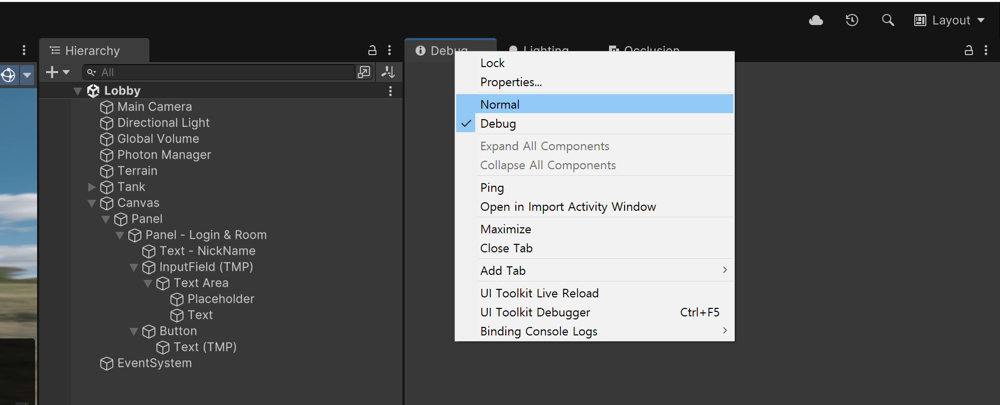 Layout
Hierarchy
Debug
Lighting
Occlusion
All
Lobby
Main Camera
Directional Light
Global Volume
Photon Manager
Terrain
Tank
Canvas
Panel
Panel - Login & Room
Text - NickName
InputField (TMP)
Text Area
Placeholder
Text
Button
Text (TMP)
EventSystem
Lock
Properties...
Normal
Debug
Expand All Components
Collapse All Components
Ping
Open in Import Activity Window
Maximize
Close Tab
Add Tab
UI Toolkit Live Reload
UI Toolkit Debugger Ctrl+F5
Binding Console Logs